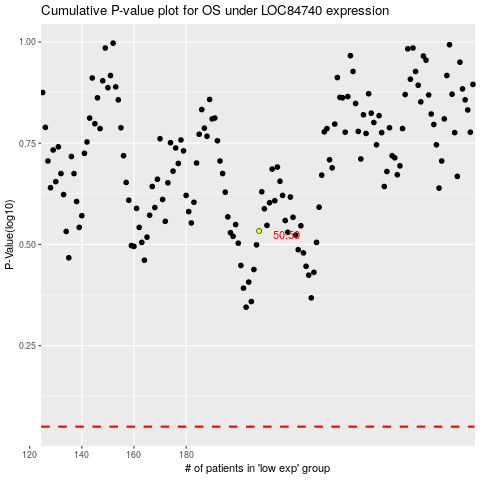 Cumulative P-value plot for OS under LOC84740 expression
1.00
0.75
0.50
0.25
P-Value(log10)
50:50
120 140 160 180
# of patients in 'low exp' group